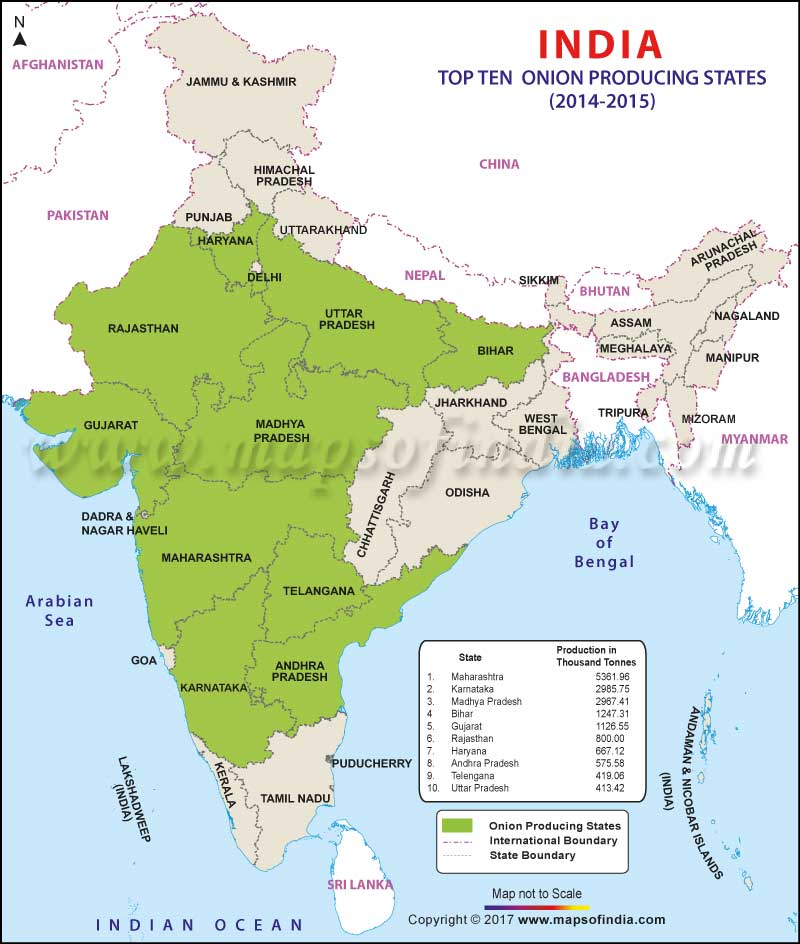 N
INDIA
TOP TEN ONION PRODUCING STATES
(2014-2015)
AFGHANISTAN
JAMMU & KASHMIR
CHINA
HIMACHAL
PRADESH
PAKISTAN
PUNJAB
UTTARAKHAND
HARYANA
ARUNACHAL
PRADESH
DELHI
NEPAL
SIKKIM
BHUTAN
RAJASTHAN
UTTAR
PRADESH
ASSAM
NAGALAND
BIHAR
MEGHALAYA
MANIPUR
BANGLADESH
JHARKHAND
GUJARAT
MADHYA
PRADESH
WEST
BENGAL
TRIPURA
MIZORAM
MYANMAR
www.mapsofindia.com
CHHATTISGARH
ODISHA
DADRA &
NAGAR HAVELI
Bay
of
Bengal
MAHARASHTRA
TELANGANA
Arabian
Sea
GOA
ANDHRA
PRADESH
KARNATAKA
State Production in
Thousand Tonnes
1. Maharashtra 5361.96
2. Karnataka 2985.75
3. Madhya Pradesh 2967.41
4 Bihar 1247.31
5. Gujarat 1126.55
6. Rajasthan 800.00
7. Haryana 667.12
8. Andhra Pradesh 575.58
9. Telengana 419.06
10. Uttar Pradesh 413.42
PUDUCHERRY
KERALA
TAMIL NADU
LAKSHADWEEP
(INDIA)
ANDAMAN & NICOBAR ISLANDS
(INDIA)
Onion Producing States
International Boundary
State Boundary
SRI LANKA
Map not to Scale
INDIAN OCEAN
Copyright © 2017 www.mapsofindia.com